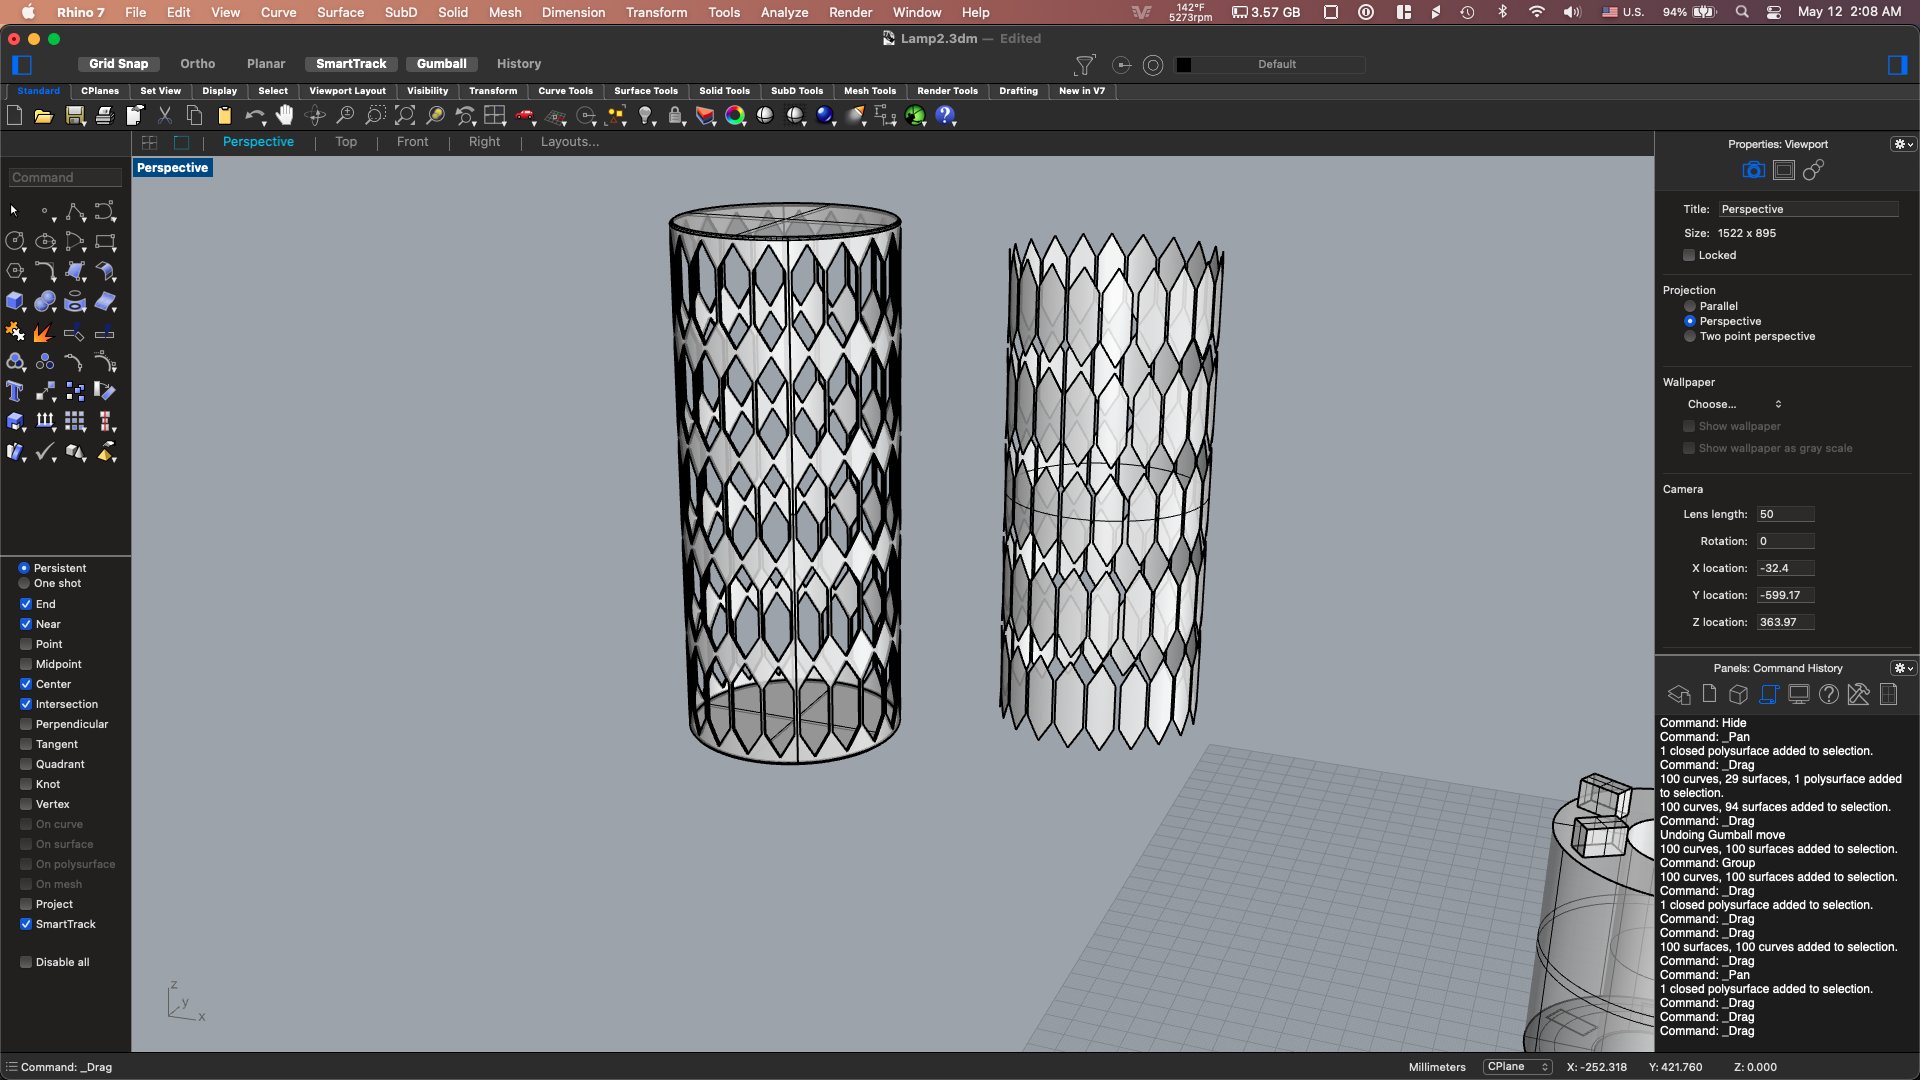 Rhino 7 File Edit View Curve Surface SubD Solid Mesh Dimension Transform Tools Analyze Render Window Help 142°F 5273rpm 3.57 GB U.S. 94% May 12 2:08 AM
Lamp2.3dm — Edited
Grid Snap Ortho Planar SmartTrack Gumball History Default
Standard CPlanes Set View Display Select Viewport Layout Visibility Transform Curve Tools Surface Tools Solid Tools SubD Tools Mesh Tools Render Tools Drafting New in V7
Perspective Top Front Right Layouts...
Perspective
Command
Persistent
One shot
End
Near
Point
Midpoint
Center
Intersection
Perpendicular
Tangent
Quadrant
Knot
Vertex
On curve
On surface
On polysurface
On mesh
Project
SmartTrack
Disable all
z
y
x
Properties: Viewport
Title: Perspective
Size: 1522 x 895
Locked
Projection
Parallel
Perspective
Two point perspective
Wallpaper
Choose...
Show wallpaper
Show wallpaper as gray scale
Camera
Lens length: 50
Rotation: 0
X location: -32.4
Y location: -599.17
Z location: 363.97
Panels: Command History
Command: Hide
Command: _Pan
1 closed polysurface added to selection.
Command: _Drag
100 curves, 29 surfaces, 1 polysurface added
to selection.
100 curves, 94 surfaces added to selection.
Command: _Drag
Undoing Gumball move
100 curves, 100 surfaces added to selection.
Command: Group
100 curves, 100 surfaces added to selection.
Command: _Drag
1 closed polysurface added to selection.
Command: _Drag
Command: _Drag
100 surfaces, 100 curves added to selection.
Command: _Drag
Command: _Pan
1 closed polysurface added to selection.
Command: _Drag
Command: _Drag
Command: _Drag
Command: _Drag Millimeters CPlane X: -252.318 Y: 421.760 Z: 0.000